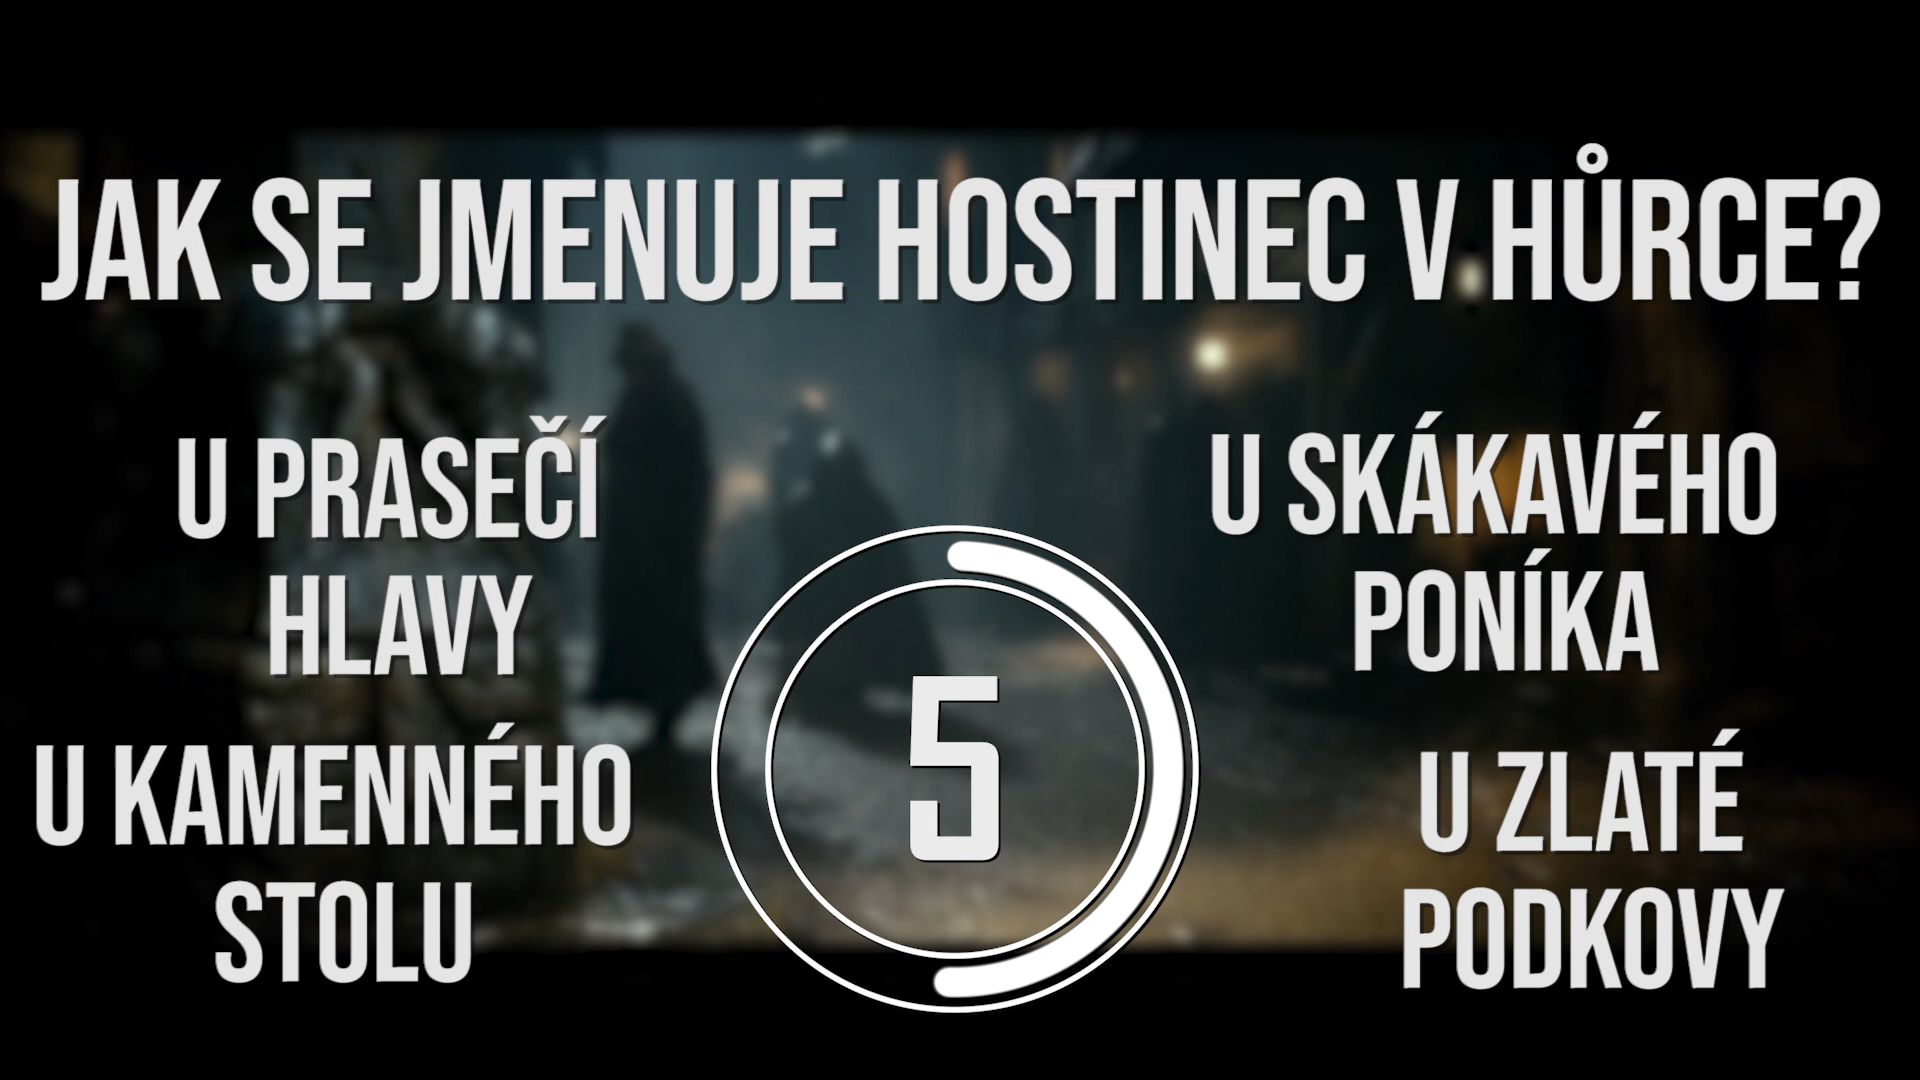 JAK SE JMENUJE HOSTINEC V HŮRCE?
U PRASEČÍ
HLAVY
U SKÁKAVÉHO
PONÍKA
U KAMENNÉHO
STOLU
U ZLATÉ
PODKOVY
5